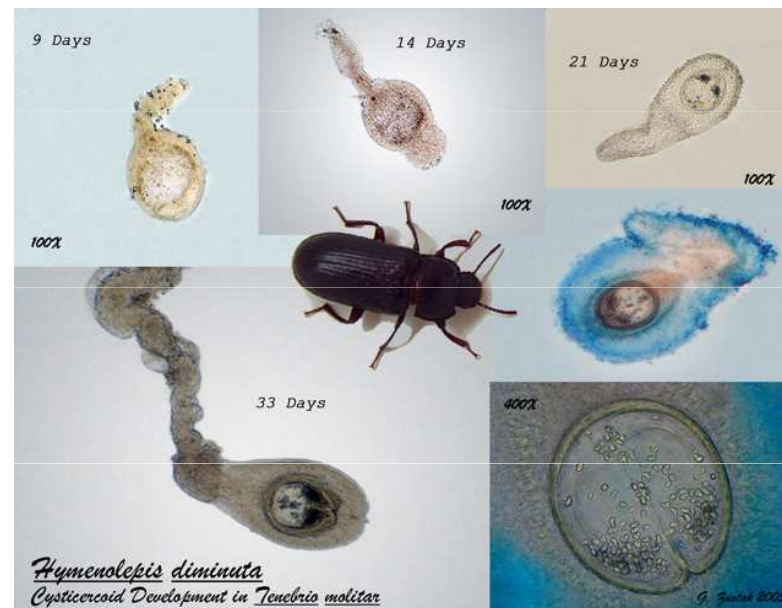 9 Days
14 Days
21 Days
100X
100X
100X
33 Days
400X
Hymenolepis diminuta
Cysticercoid Development in Tenebrio molitar
G.